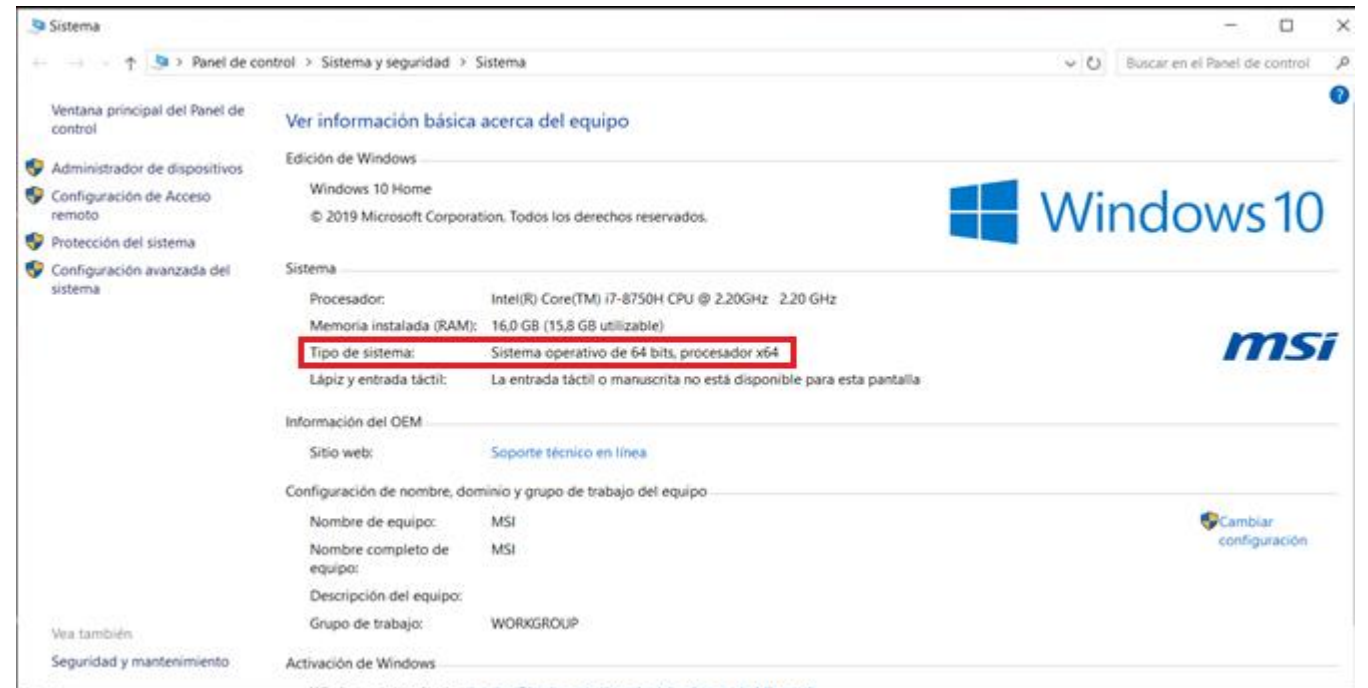 Sistema
Panel de control > Sistema y seguridad > Sistema
Buscar en el Panel de control
Ventana principal del Panel de
control
Administrador de dispositivos
Configuración de Acceso
remoto
Protección del sistema
Configuración avanzada del
sistema
Vea también
Seguridad y mantenimiento
Ver información básica acerca del equipo
Edición de Windows
Windows 10 Home
© 2019 Microsoft Corporation. Todos los derechos reservados.
Windows 10
Sistema
Procesador: Intel(R) Core(TM) i7-8750H CPU @ 2.20GHz 2.20 GHz
Memoria instalada (RAM): 16,0 GB (15,8 GB utilizable)
Tipo de sistema: Sistema operativo de 64 bits, procesador x64
Lápiz y entrada táctil: La entrada táctil o manuscrita no está disponible para esta pantalla
msi
Información del OEM
Sitio web: Soporte técnico en línea
Configuración de nombre, dominio y grupo de trabajo del equipo
Nombre de equipo: MSI
Nombre completo de MSI
equipo:
Descripción del equipo:
Grupo de trabajo: WORKGROUP
Cambiar
configuración
Activación de Windows